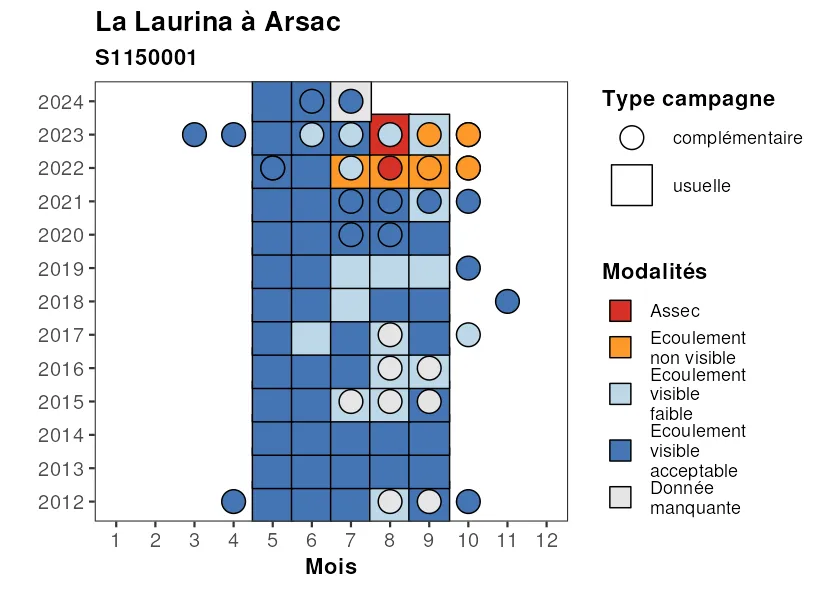 La Laurina à Arsac
S1150001
2024
2023
2022
2021
2020
2019
2018
2017
2016
2015
2014
2013
2012
1 2 3 4 5 6 7 8 9 10 11 12
Mois
Type campagne
complémentaire
usuelle
Modalités
Assec
Ecoulement
non visible
Ecoulement
visible
faible
Ecoulement
visible
acceptable
Donnée
manquante